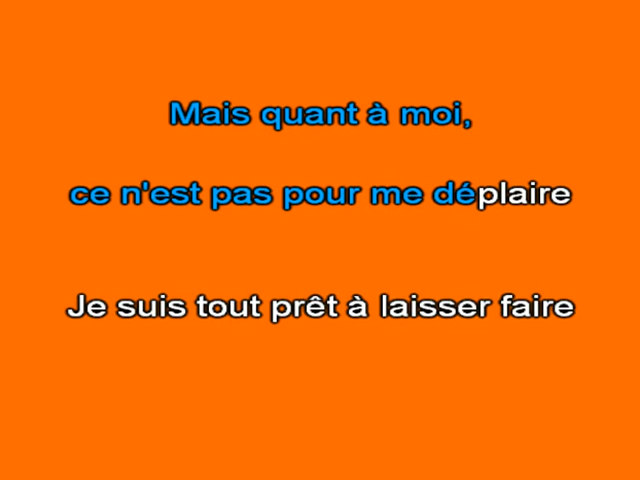 Mais quant à moi,
ce n'est pas pour me déplaire
Je suis tout prêt à laisser faire